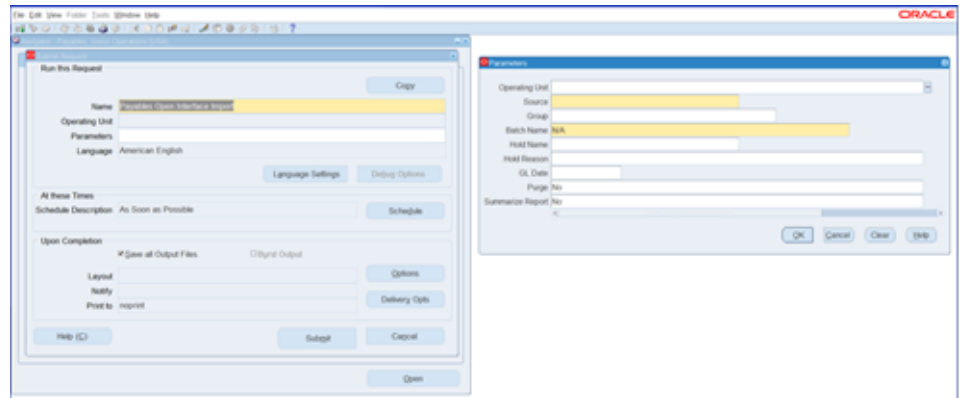 File Edit View Folder Tools Window Help
ORACLE
Submit Request
Run this Request
Copy
Name Payables Open Interface Import
Operating Unit
Parameters
Language American English
Language Settings Debug Options
At these Times
Schedule Description As Soon as Possible Schedule
Upon Completion
Save all Output Files Burst Output
Layout Options
Notify
Print to noprint Delivery Opts
Help (C) Submit Cancel
Open
Parameters
Operating Unit
Source
Group
Batch Name N/A
Hold Name
Hold Reason
GL Date
Purge No
Summarize Report No
OK Cancel Clear Help